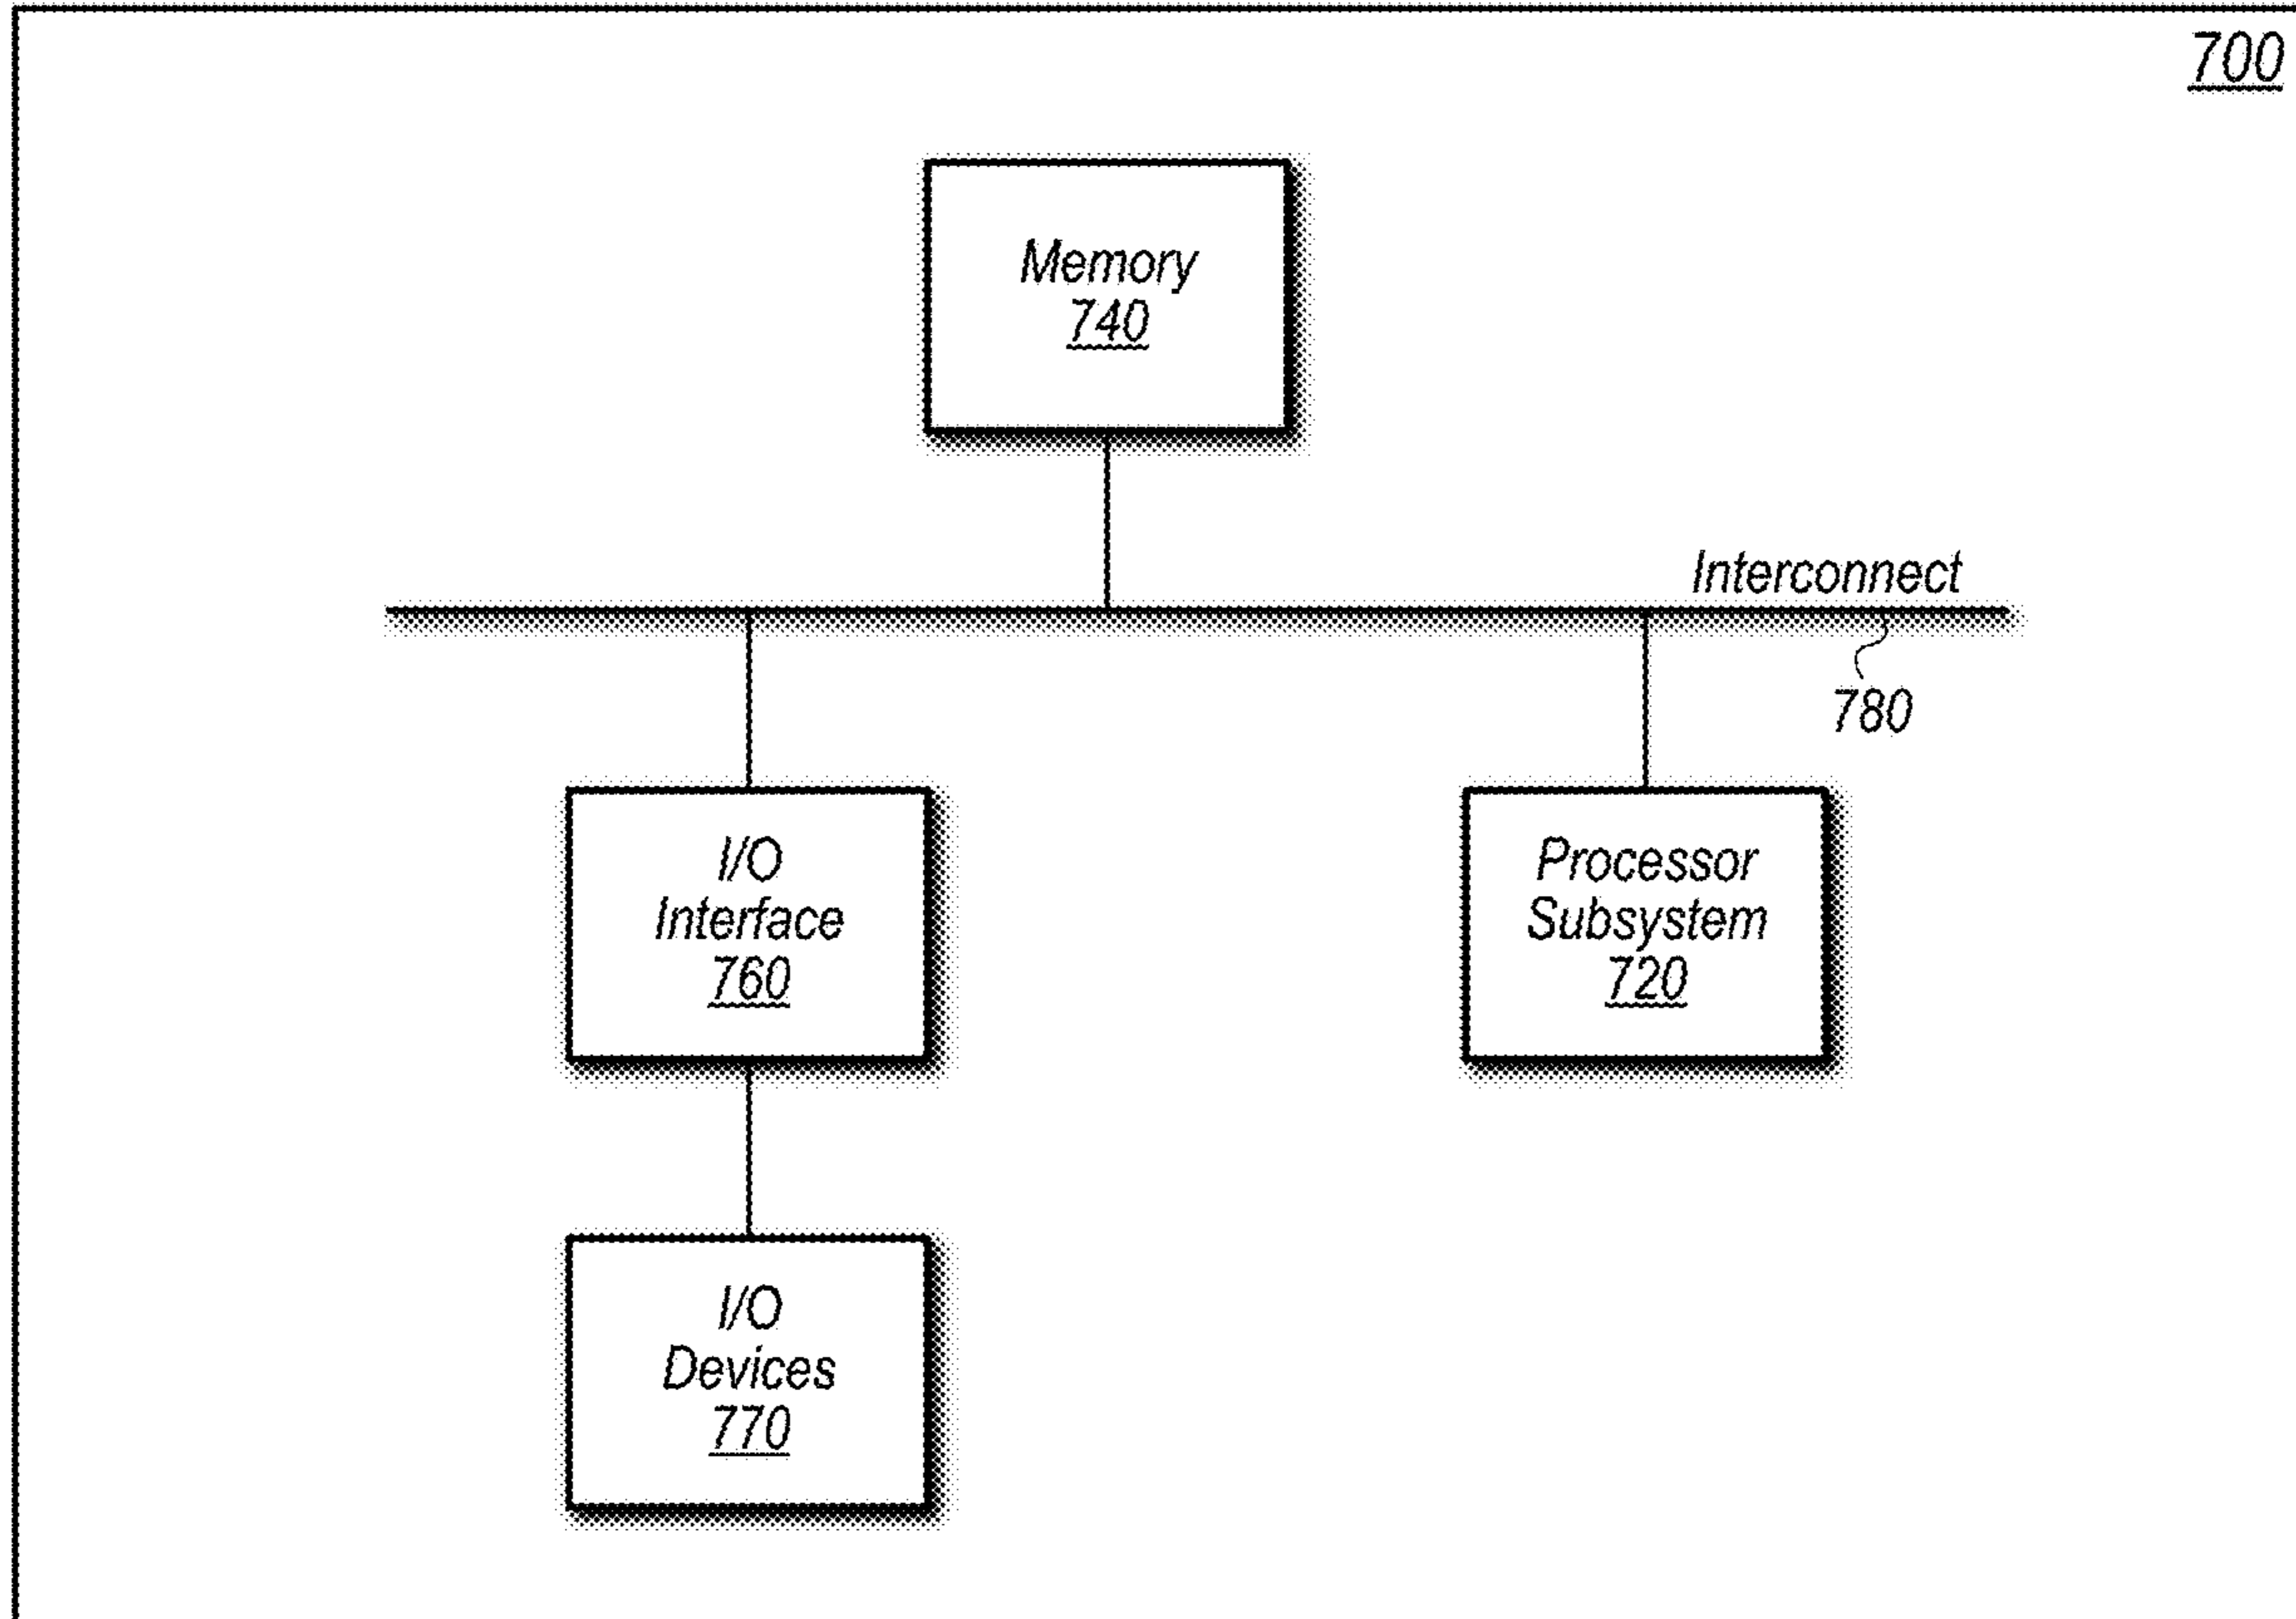 700
Memory
740
Interconnect
780
I/O
Interface
760
Processor
Subsystem
720
I/O
Devices
770